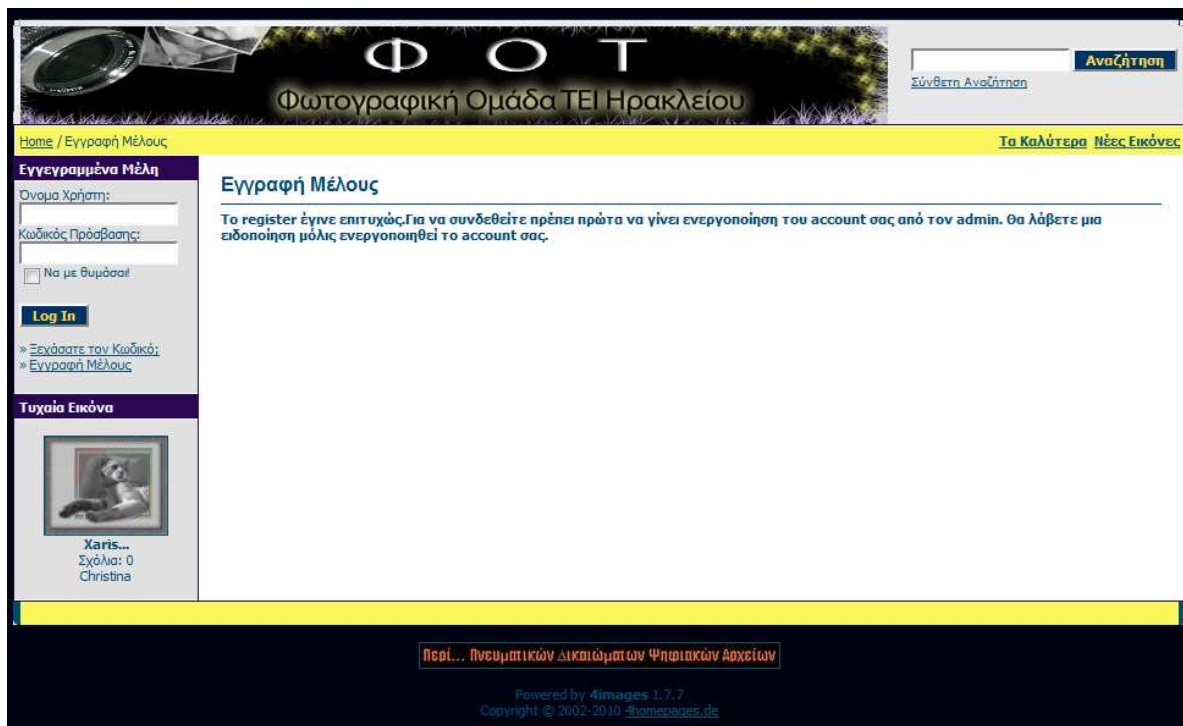 Φ Ο Τ
Φωτογραφική Ομάδα ΤΕΙ Ηρακλείου
Αναζήτηση
Σύνθετη Αναζήτηση
Home / Εγγραφή Μέλους
Τα Καλύτερα Νέες Εικόνες
Εγγεγραμμένα Μέλη
Όνομα Χρήστη:
Κωδικός Πρόσβασης:
Να με θυμάσαι!
Log In
» Ξεχάσατε τον Κωδικό;
» Εγγραφή Μέλους
Τυχαία Εικόνα
Xaris...
Σχόλια: 0
Christina
Εγγραφή Μέλους
Το register έγινε επιτυχώς.Για να συνδεθείτε πρέπει πρώτα να γίνει ενεργοποίηση του account σας από τον admin. Θα λάβετε μια
ειδοποίηση μόλις ενεργοποιηθεί το account σας.
Περί... Πνευματικών Δικαιώματων Ψηφιακών Αρχείων
Powered by 4images 1.7.7
Copyright © 2002-2010 4homepages.de